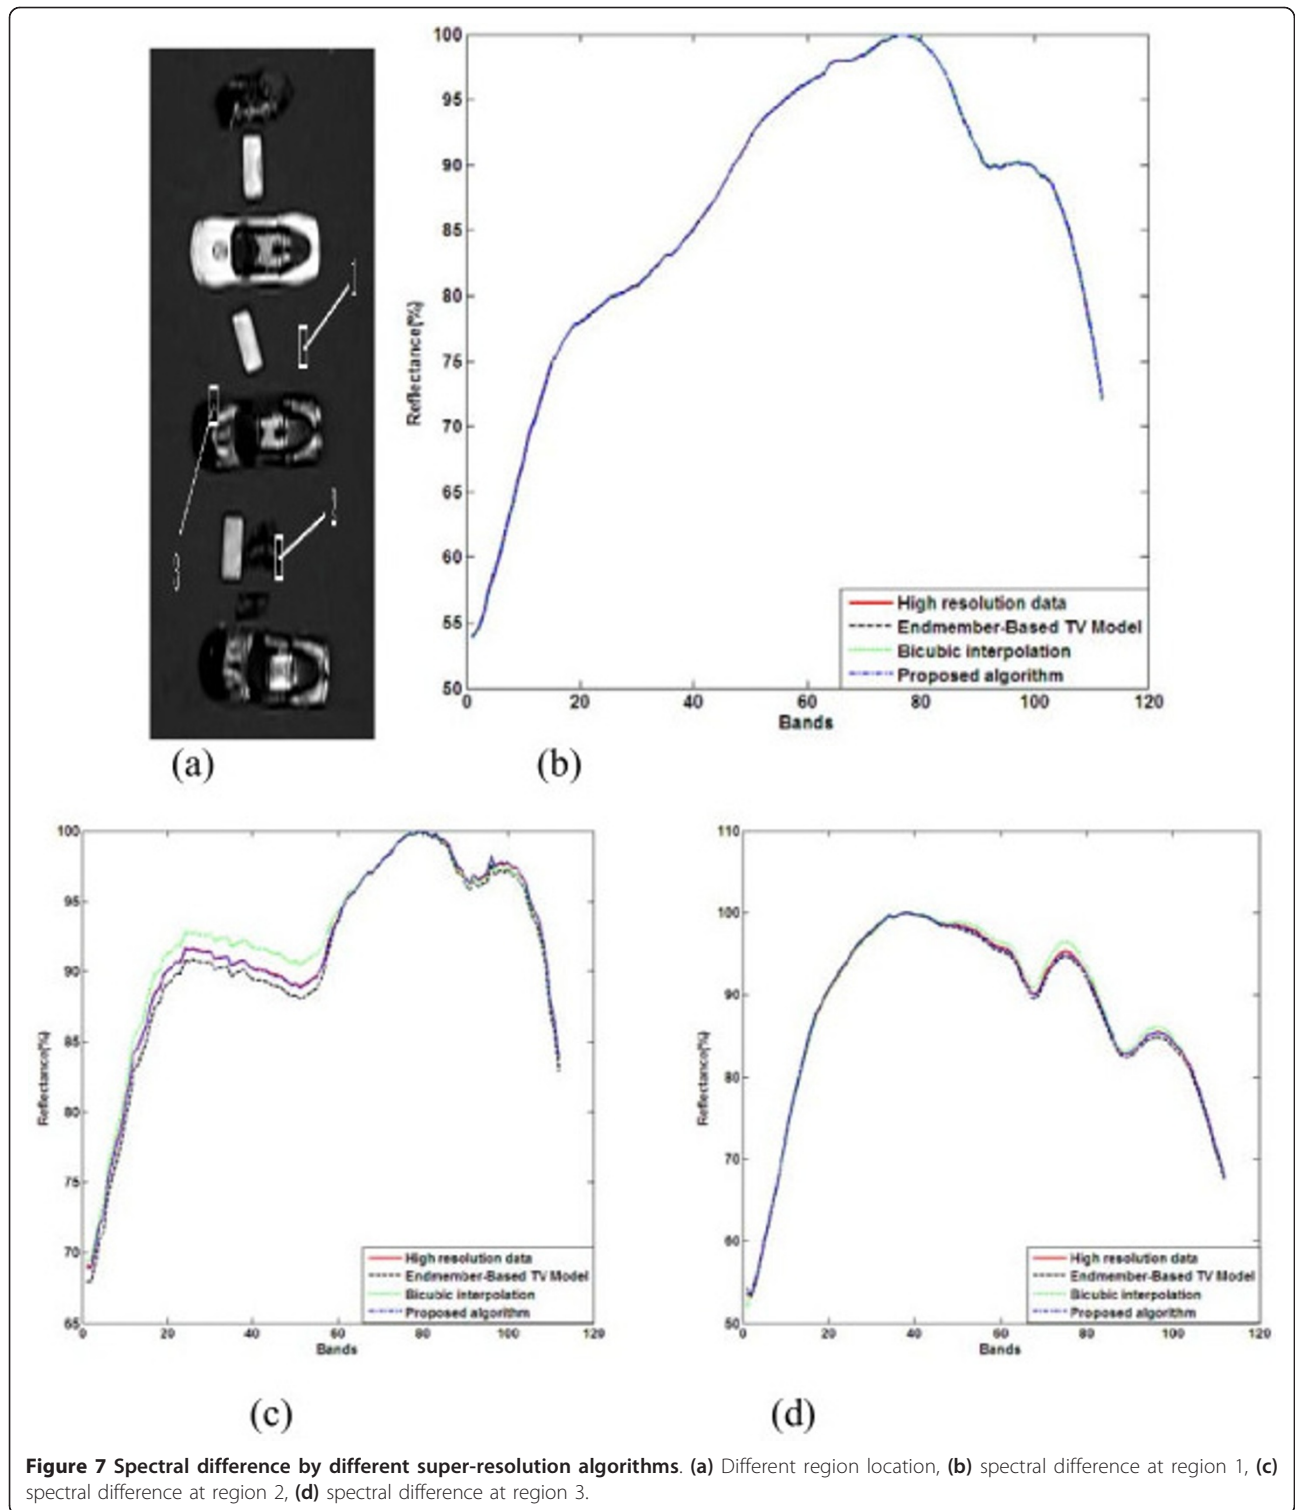 1
2
3
(a)
100
95
90
85
80
75
70
65
60
55
50
0 20 40 60 80 100 120
Reflectance(%)
Bands
High resolution data
Endmember-Based TV Model
Bicubic interpolation
Proposed algorithm
(b)
100
95
90
85
80
75
70
65
0 20 40 60 80 100 120
Reflectance(%)
Bands
High resolution data
Endmember-Based TV Model
Bicubic interpolation
Proposed algorithm
(c)
110
100
90
80
70
60
50
0 20 40 60 80 100 120
Reflectance(%)
Bands
High resolution data
Endmember-Based TV Model
Bicubic interpolation
Proposed algorithm
(d)
Figure 7 Spectral difference by different super-resolution algorithms. (a) Different region location, (b) spectral difference at region 1, (c)
spectral difference at region 2, (d) spectral difference at region 3.